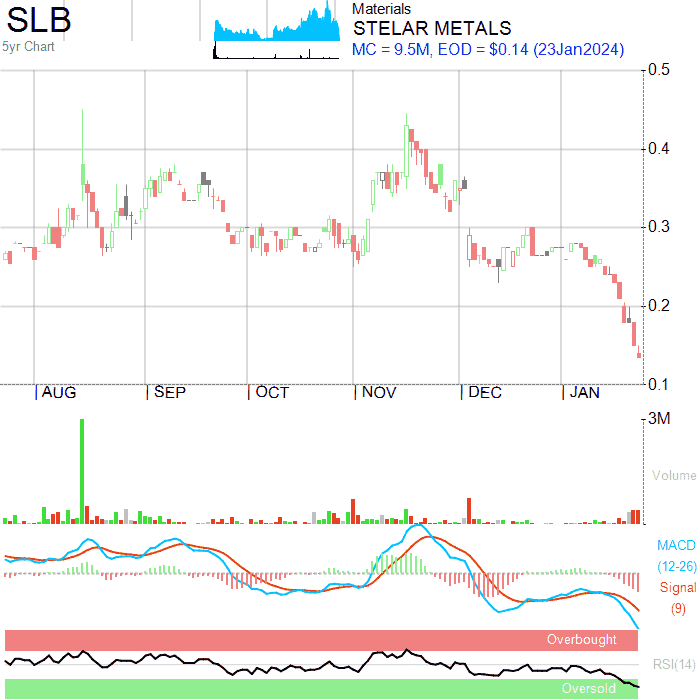 SLB
5yr Chart
Materials
STELAR METALS
MC = 9.5M, EOD = $0.14 (23Jan2024)
0.5
0.4
0.3
0.2
0.1
AUG SEP OCT NOV DEC JAN
3M
Volume
MACD
(12-26)
Signal
(9)
Overbought
RSI(14)
Oversold